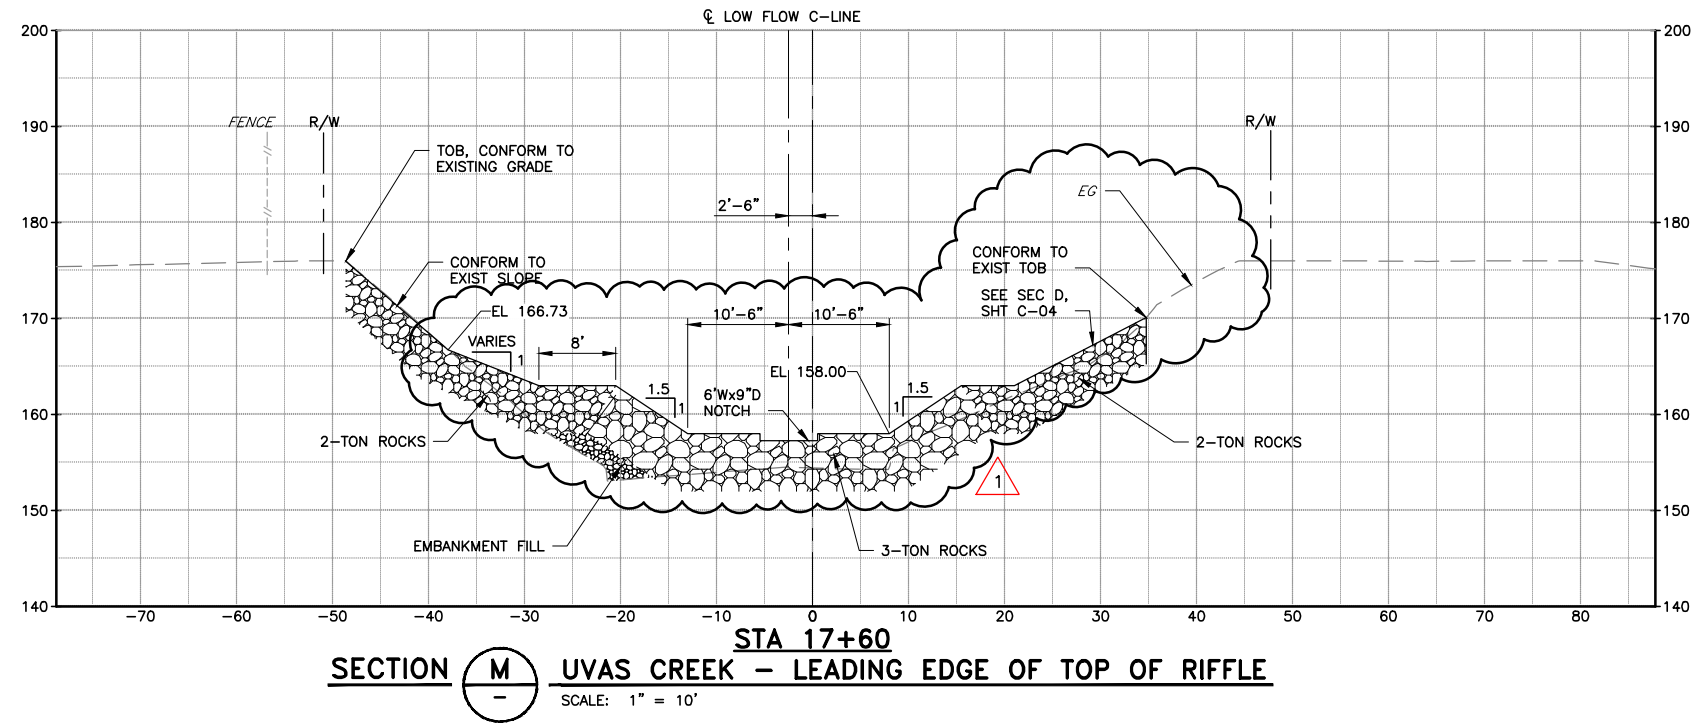 ℄ LOW FLOW C-LINE
200
200
190
190
180
180
170
170
160
160
150
150
140
140
FENCE
R/W
R/W
TOB, CONFORM TO
EXISTING GRADE
EG
2'-6"
CONFORM TO
EXIST SLOPE
CONFORM TO
EXIST TOB
SEE SEC D,
SHT C-04
EL 166.73
10'-6"
10'-6"
VARIES
1
8'
EL 158.00
1.5
1
6'Wx9"D
NOTCH
1.5
1
2-TON ROCKS
2-TON ROCKS
1
EMBANKMENT FILL
3-TON ROCKS
-70
-60
-50
-40
-30
-20
-10
0
10
20
30
40
50
60
70
80
STA 17+60
SECTION
M
-
UVAS CREEK - LEADING EDGE OF TOP OF RIFFLE
SCALE: 1" = 10'